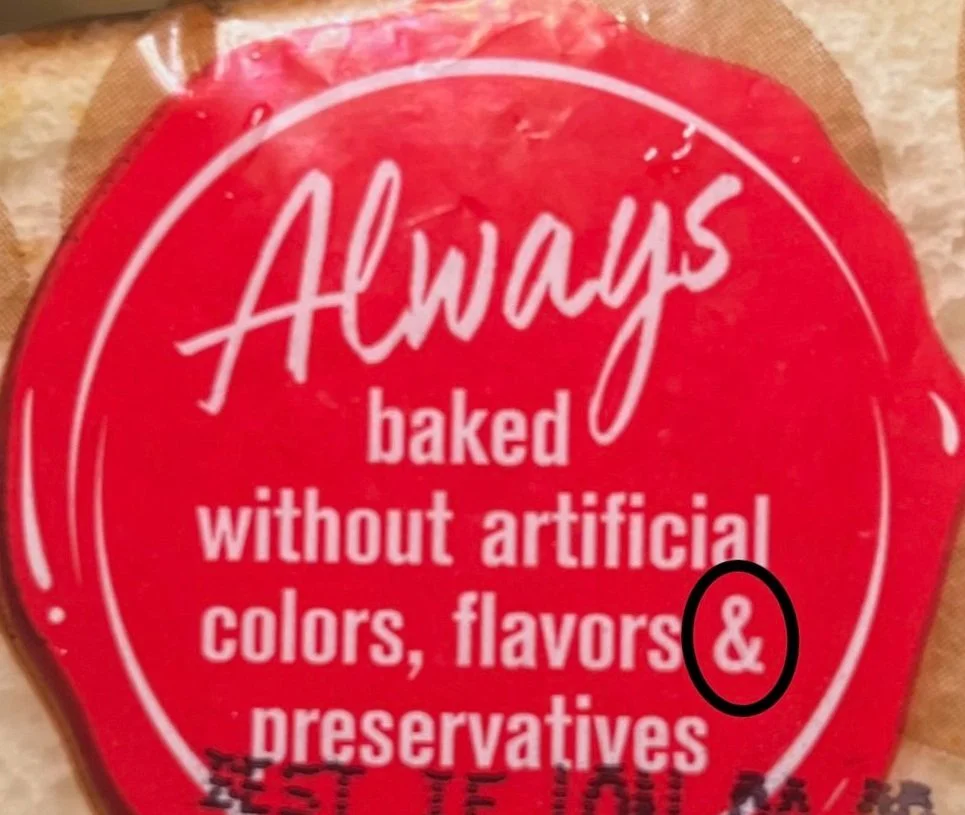 Always
baked
without artificial
colors, flavors &
preservatives